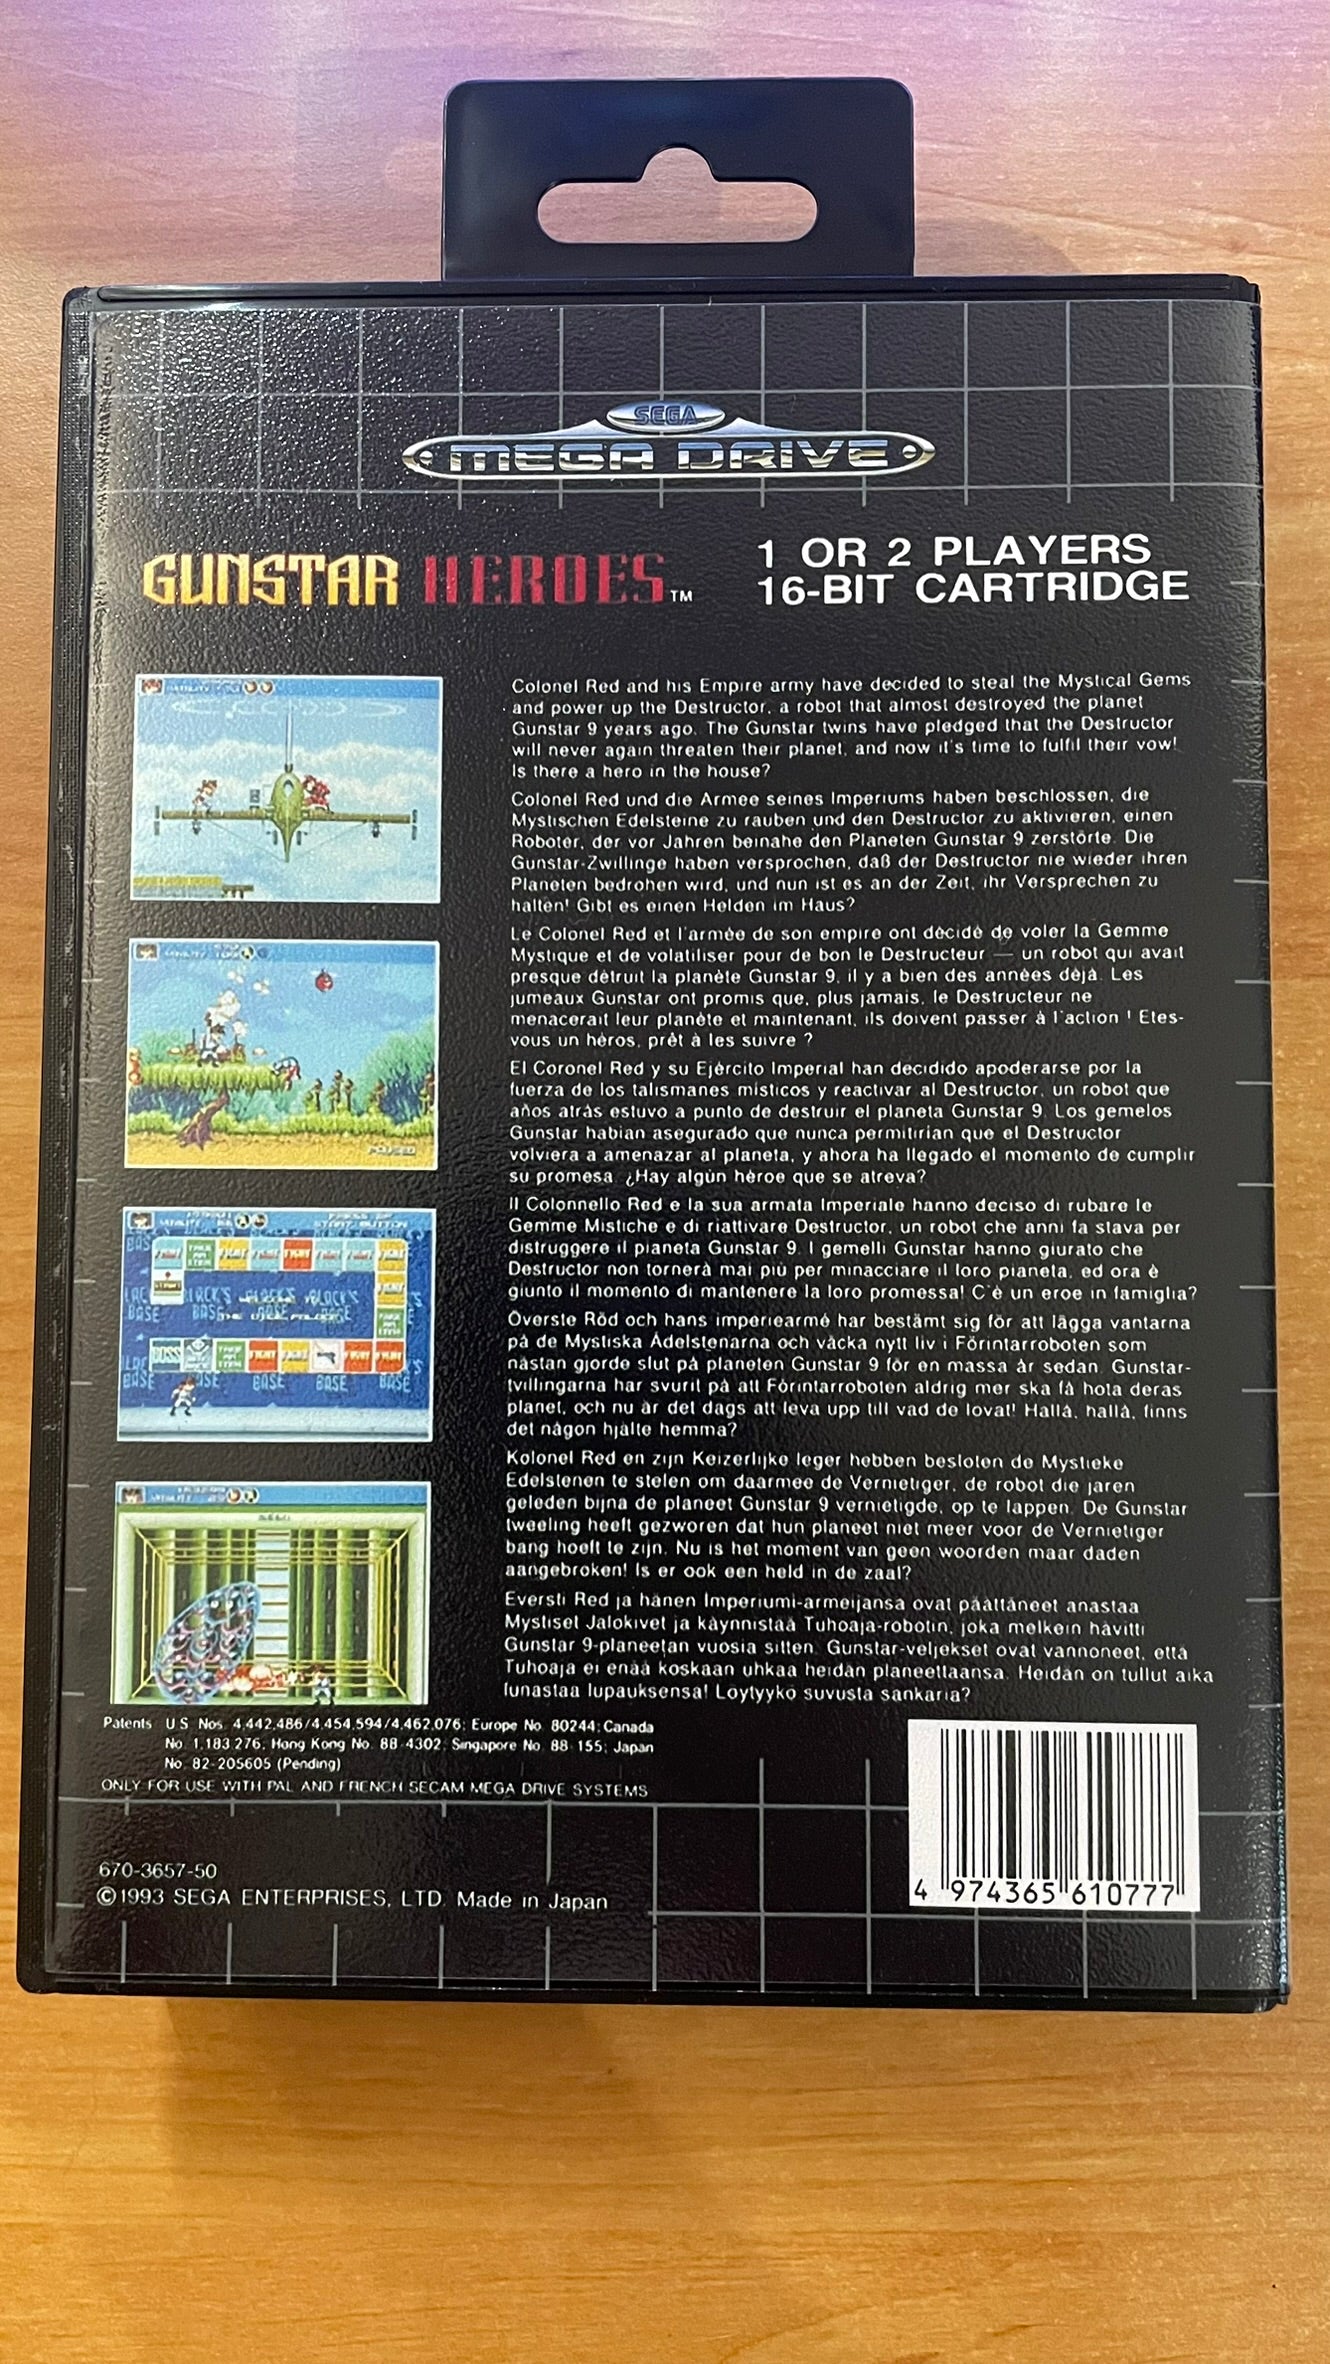 SEGA
MEGA DRIVE
GUNSTAR HEROES™
1 OR 2 PLAYERS
16-BIT CARTRIDGE
Colonel Red and his Empire army have decided to steal the Mystical Gems
and power up the Destructor, a robot that almost destroyed the planet
Gunstar 9 years ago. The Gunstar twins have pledged that the Destructor
will never again threaten their planet, and now it's time to fulfil their vow!
Is there a hero in the house?
Colonel Red und die Armee seines Imperiums haben beschlossen, die
Mystischen Edelsteine zu rauben und den Destructor zu aktivieren, einen
Roboter, der vor Jahren beinahe den Planeten Gunstar 9 zerstörte. Die
Gunstar-Zwillinge haben versprochen, daß der Destructor nie wieder ihren
Planeten bedrohen wird, und nun ist es an der Zeit, ihr Versprechen zu
halten! Gibt es einen Helden im Haus?
Le Colonel Red et l'armée de son empire ont décidé de voler la Gemme
Mystique et de volatiliser pour de bon le Destructeur — un robot qui avait
presque détruit la planète Gunstar 9, il y a bien des années déjà. Les
jumeaux Gunstar ont promis que, plus jamais, le Destructeur ne
menacerait leur planète et maintenant, ils doivent passer à l'action ! Etes-
vous un héros, prêt à les suivre ?
El Coronel Red y su Ejército Imperial han decidido apoderarse por la
fuerza de los talismanes místicos y reactivar al Destructor, un robot que
años atrás estuvo a punto de destruir el planeta Gunstar 9. Los gemelos
Gunstar habían asegurado que nunca permitirían que el Destructor
volviera a amenazar al planeta, y ahora ha llegado el momento de cumplir
su promesa. ¿Hay algún héroe que se atreva?
Il Colonnello Red e la sua armata Imperiale hanno deciso di rubare le
Gemme Mistiche e di riattivare Destructor, un robot che anni fa stava per
distruggere il pianeta Gunstar 9. I gemelli Gunstar hanno giurato che
Destructor non tornerà mai più per minacciare il loro pianeta, ed ora è
giunto il momento di mantenere la loro promessa! C'è un eroe in famiglia?
Överste Röd och hans imperiearmé har bestämt sig för att lägga vantarna
på de Mystiska Ädelstenarna och väcka nytt liv i Förintarroboten som
nästan gjorde slut på planeten Gunstar 9 för en massa år sedan. Gunstar-
tvillingarna har svurit på att Förintarroboten aldrig mer ska få hota deras
planet, och nu är det dags att leva upp till vad de lovat! Hallå, hallå, finns
det någon hjälte hemma?
Kolonel Red en zijn Keizerlijke leger hebben besloten de Mystieke
Edelstenen te stelen om daarmee de Vernietiger, de robot die jaren
geleden bijna de planeet Gunstar 9 vernietigde, op te lappen. De Gunstar
tweeling heeft gezworen dat hun planeet niet meer voor de Vernietiger
bang hoeft te zijn. Nu is het moment van geen woorden maar daden
aangebroken! Is er ook een held in de zaal?
Eversti Red ja hänen Imperiumi-armeijansa ovat päättäneet anastaa
Mystiset Jalokivet ja käynnistää Tuhoaja-robotin, joka melkein hävitti
Gunstar 9-planeetan vuosia sitten. Gunstar-veljekset ovat vannoneet, että
Tuhoaja ei enää koskaan uhkaa heidän planeettaansa. Heidän on tullut aika
lunastaa lupauksensa! Löytyykö suvusta sankaria?
PAUSED
START BUTTON
FIGHT TAKE AN ITEM FIGHT FIGHT FIGHT
BLACK'S
BASE BASE BASE BASE
Patents U.S. Nos. 4,442,486/4,454,594/4,462,076; Europe No. 80244; Canada
No. 1,183,276; Hong Kong No. 88-4302; Singapore No. 88-155; Japan
No. 82-205605 (Pending)
ONLY FOR USE WITH PAL AND FRENCH SECAM MEGA DRIVE SYSTEMS
670-3657-50
©1993 SEGA ENTERPRISES, LTD. Made in Japan
4 974365 610777